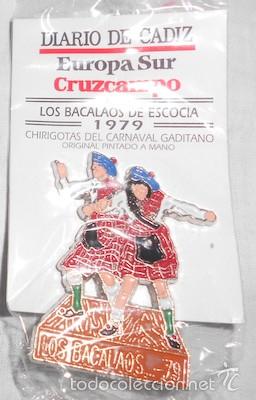 DIARIO DE CADIZ
Europa Sur
Cruzcampo
LOS BACALAOS DE ESCOCIA
1979
CHIRIGOTAS DEL CARNAVAL GADITANO
ORIGINAL PINTADO A MANO
LOS BACALAOS - 79
todocoleccion.net